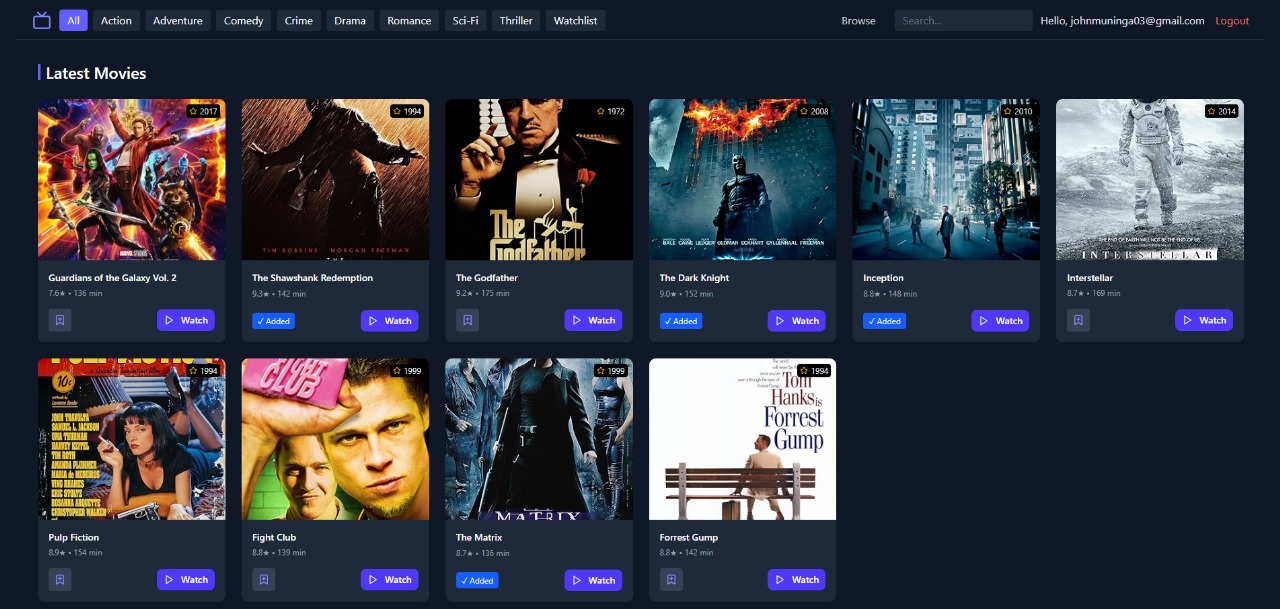 All Action Adventure Comedy Crime Drama Romance Sci-Fi Thriller Watchlist Browse Search... Hello, johnmuninga03@gmail.com Logout
Latest Movies
2017 1994 1972 2008 2010 2014
TIM ROBBINS MORGAN FREEMAN
THE
The
Godfather
BALE CAINE LEDGER OLDMAN ECKHART GYLLENHAAL FREEMAN
THE END OF EARTH WILL NOT BE THE END OF US
INTERSTELLAR
MARVEL STUDIOS
Guardians of the Galaxy Vol. 2 The Shawshank Redemption The Godfather The Dark Knight Inception Interstellar
7.6★ • 136 min 9.3★ • 142 min 9.2★ • 175 min 9.0★ • 152 min 8.8★ • 148 min 8.7★ • 169 min
Watch ✓ Added Watch Watch ✓ Added Watch ✓ Added Watch Watch
1994 1999 1999 1994
PULP FICTION
a Quentin Tarantino film
10¢
JOHN TRAVOLTA
SAMUEL L. JACKSON
UMA THURMAN
HARVEY KEITEL
TIM ROTH
AMANDA PLUMMER
MARIA de MEDEIROS
VING RHAMES
ERIC STOLTZ
ROSANNA ARQUETTE
CHRISTOPHER WALKEN
CLUB
MATRIX
Tom
Hanks is
Forrest
Gump
Pulp Fiction Fight Club The Matrix Forrest Gump
8.9★ • 154 min 8.8★ • 139 min 8.7★ • 136 min 8.8★ • 142 min
Watch Watch ✓ Added Watch Watch